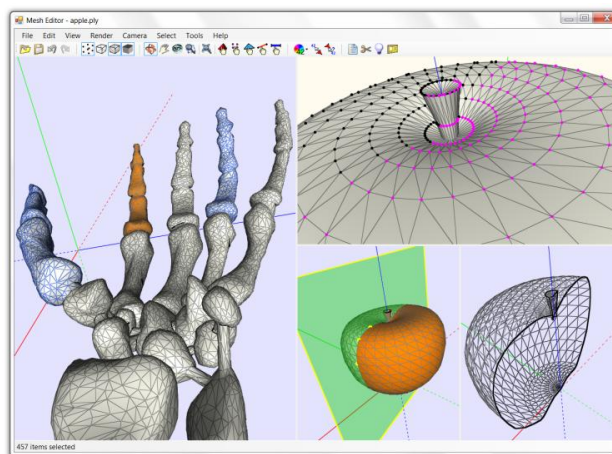 Mesh Editor - apple.ply
File Edit View Render Camera Select Tools Help
457 items selected